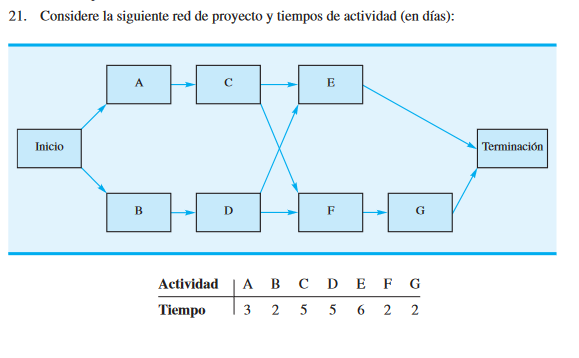 21. Considere la siguiente red de proyecto y tiempos de actividad (en días):
A C E
Inicio Terminación
B D F G
Actividad A B C D E F G
Tiempo 3 2 5 5 6 2 2